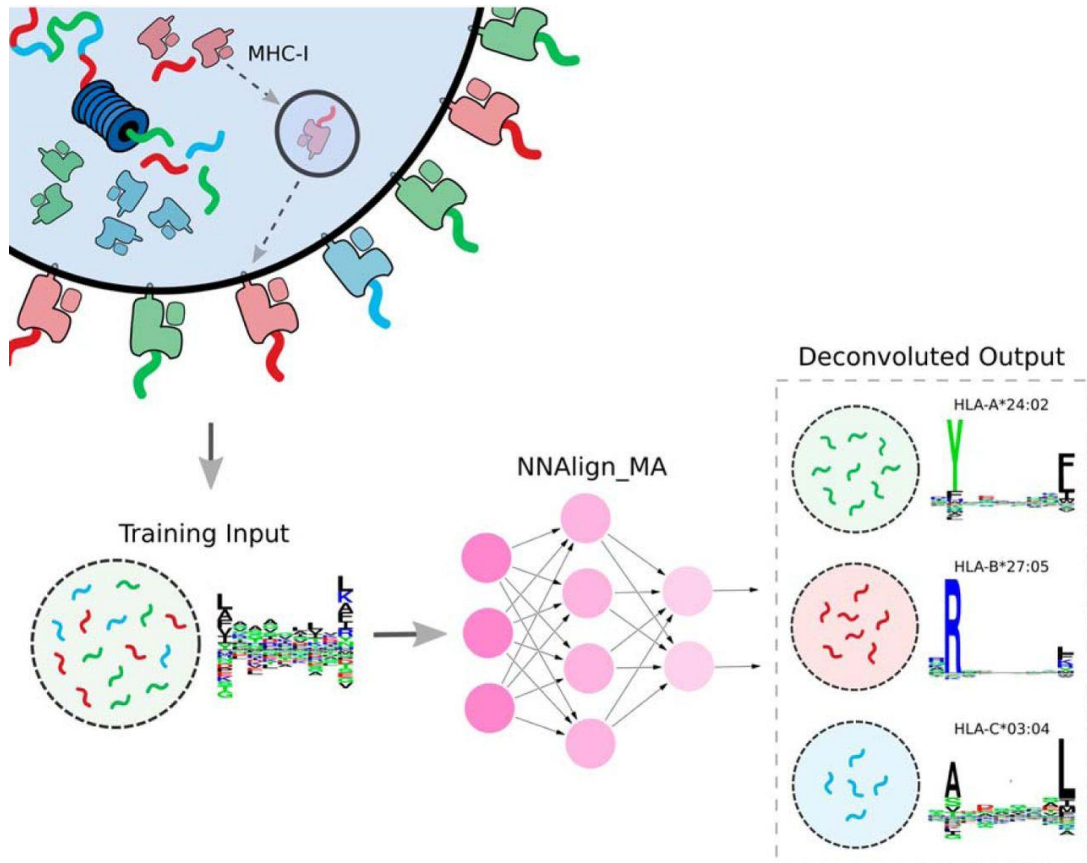 MHC-I
Deconvoluted Output
HLA-A*24:02
NNAlign_MA
Training Input
HLA-B*27:05
HLA-C*03:04